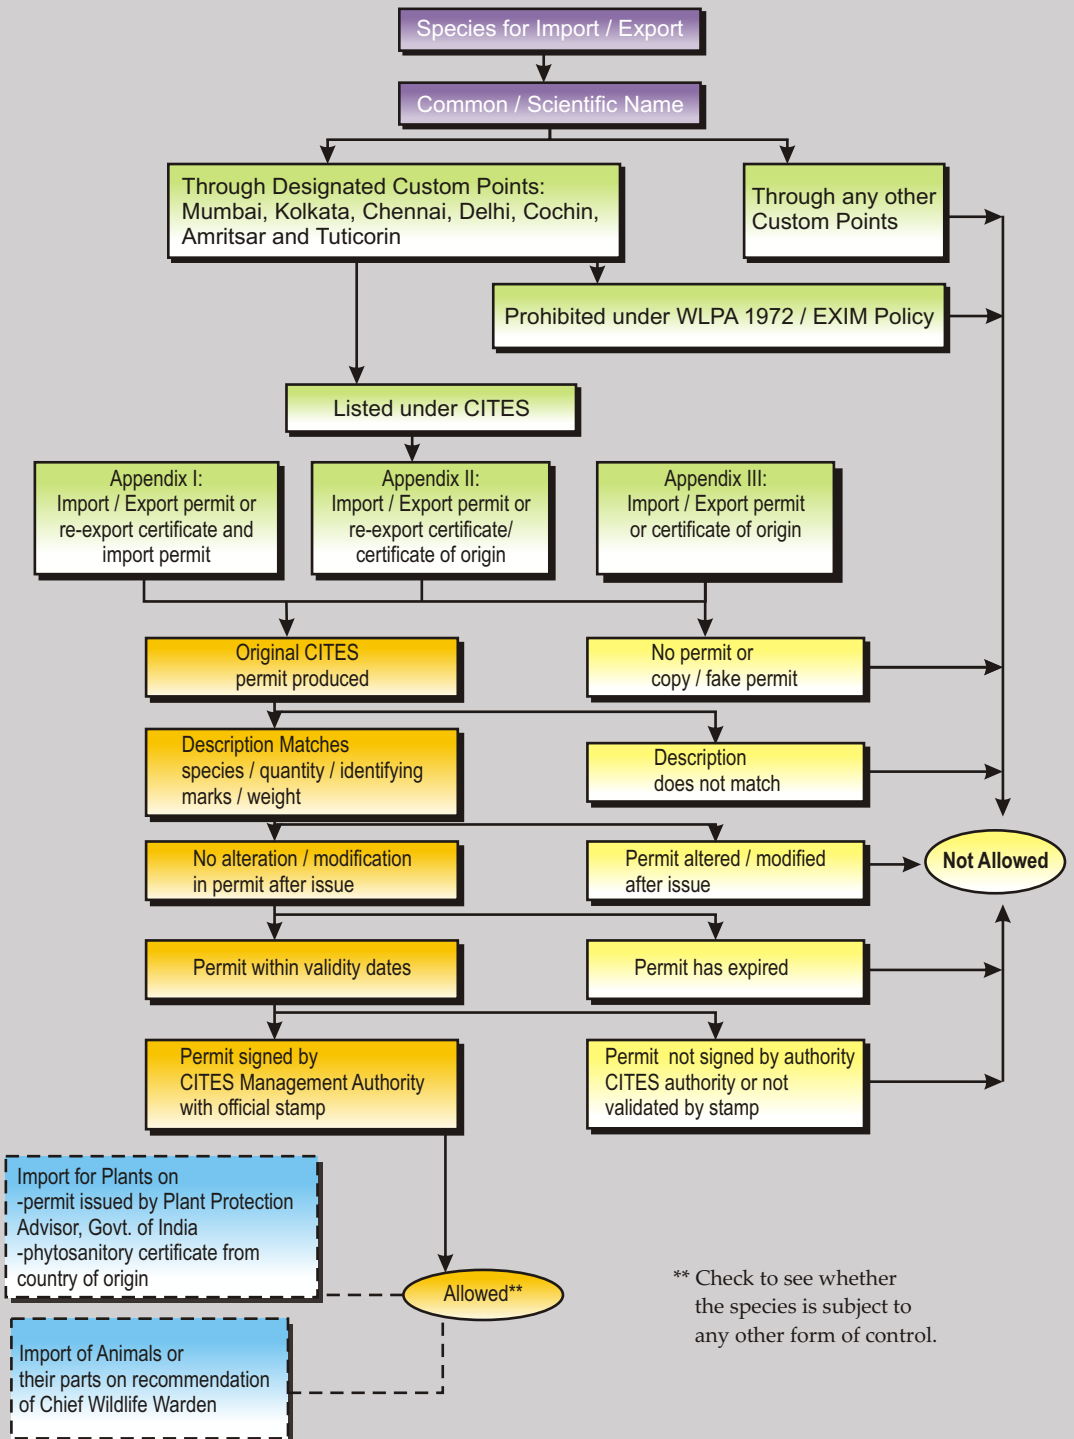 Species for Import / Export
Common / Scientific Name
Through Designated Custom Points:
Mumbai, Kolkata, Chennai, Delhi, Cochin,
Amritsar and Tuticorin
Through any other
Custom Points
Prohibited under WLPA 1972 / EXIM Policy
Listed under CITES
Appendix I:
Import / Export permit or
re-export certificate and
import permit
Appendix II:
Import / Export permit or
re-export certificate/
certificate of origin
Appendix III:
Import / Export permit
or certificate of origin
Original CITES
permit produced
No permit or
copy / fake permit
Description Matches
species / quantity / identifying
marks / weight
Description
does not match
No alteration / modification
in permit after issue
Permit altered / modified
after issue
Not Allowed
Permit within validity dates
Permit has expired
Permit signed by
CITES Management Authority
with official stamp
Permit not signed by authority
CITES authority or not
validated by stamp
Import for Plants on
-permit issued by Plant Protection
Advisor, Govt. of India
-phytosanitory certificate from
country of origin
Allowed**
** Check to see whether
the species is subject to
any other form of control.
Import of Animals or
their parts on recommendation
of Chief Wildlife Warden